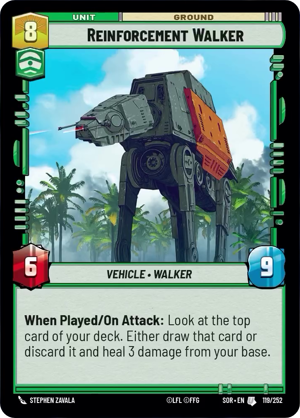 UNIT
GROUND
8
REINFORCEMENT WALKER
6
9
VEHICLE • WALKER
When Played/On Attack: Look at the top
card of your deck. Either draw that card or
discard it and heal 3 damage from your base.
STEPHEN ZAVALA
©LFL ©FFG
SOR • EN
119/252